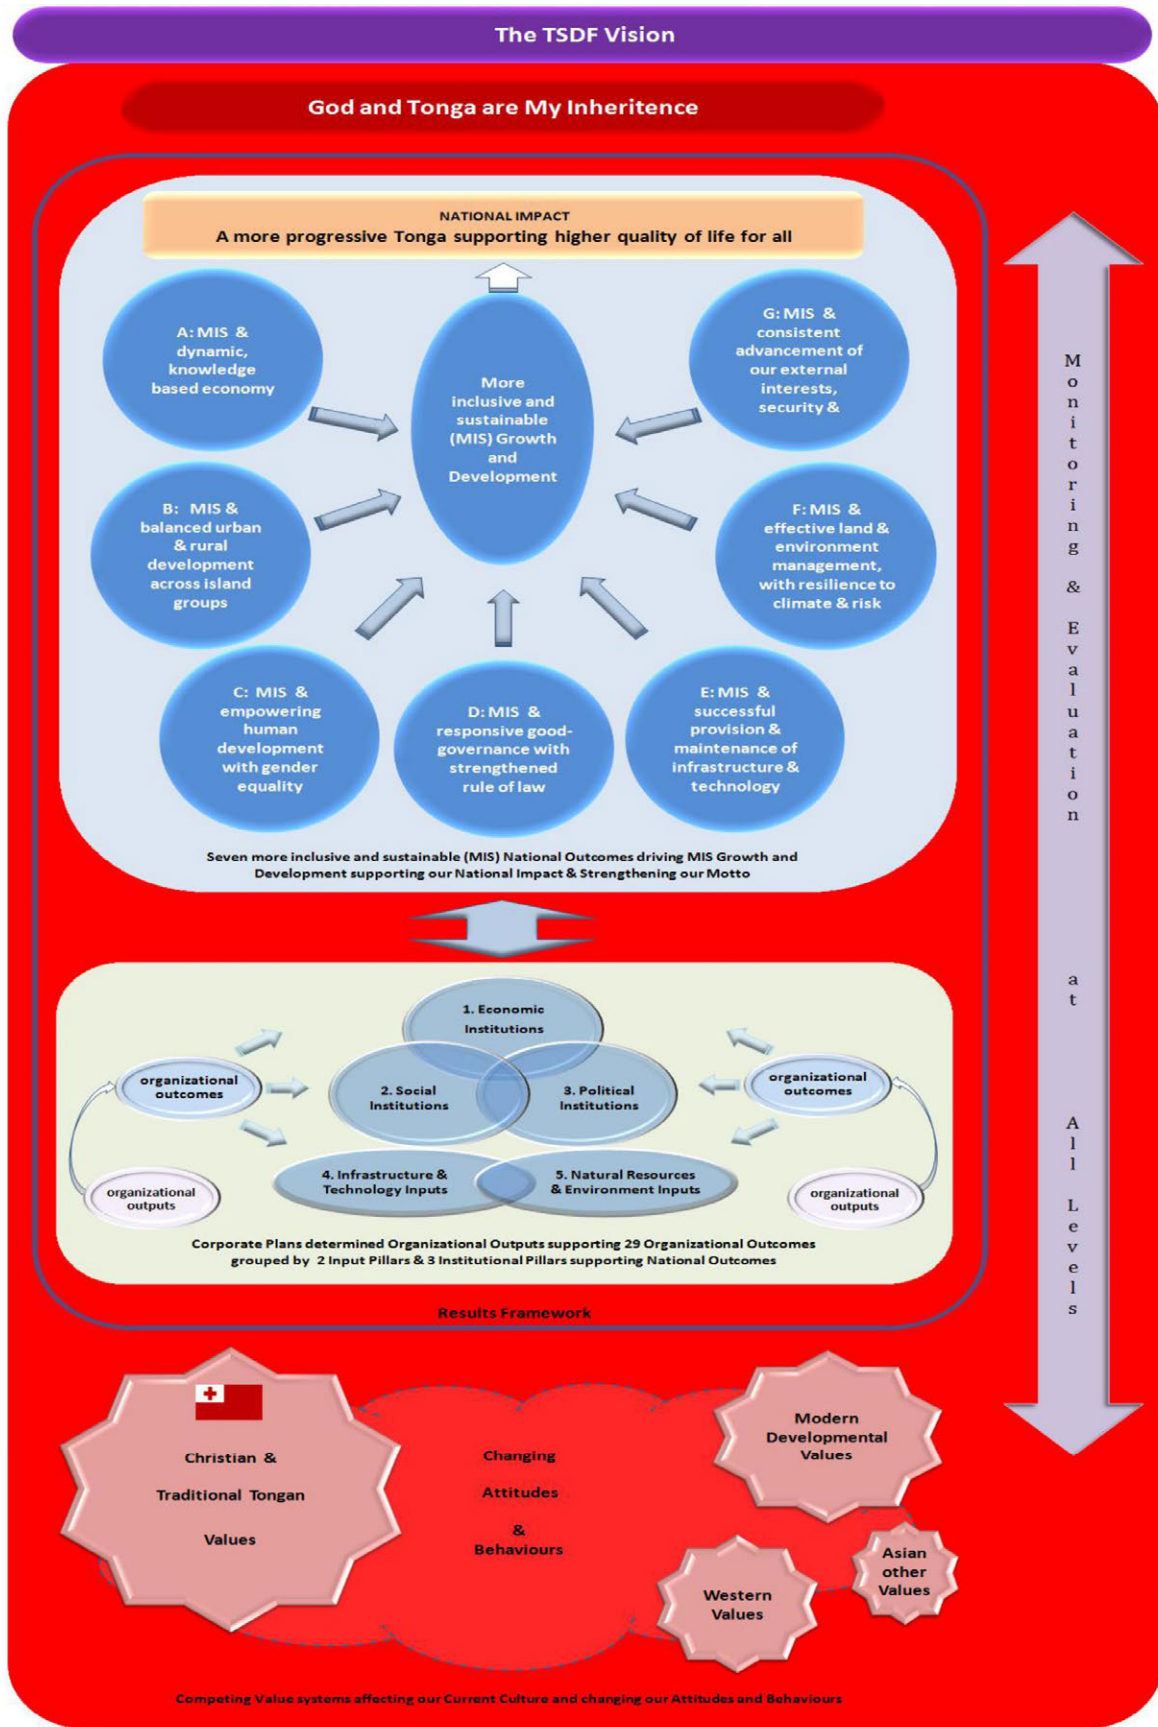 The TSDF Vision
God and Tonga are My Inheritence
NATIONAL IMPACT
A more progressive Tonga supporting higher quality of life for all
A: MIS &
dynamic,
knowledge
based economy
More
inclusive and
sustainable
(MIS) Growth
and
Development
G: MIS &
consistent
advancement of
our external
interests,
security &
B: MIS &
balanced urban
& rural
development
across island
groups
F: MIS &
effective land &
environment
management,
with resilience to
climate & risk
C: MIS &
empowering
human
development
with gender
equality
D: MIS &
responsive good-
governance with
strengthened
rule of law
E: MIS &
successful
provision &
maintenance of
infrastructure &
technology
Seven more inclusive and sustainable (MIS) National Outcomes driving MIS Growth and
Development supporting our National Impact & Strengthening our Motto
1. Economic
Institutions
organizational
outcomes
2. Social
Institutions
3. Political
Institutions
organizational
outcomes
organizational
outputs
4. Infrastructure &
Technology Inputs
5. Natural Resources
& Environment Inputs
organizational
outputs
Corporate Plans determined Organizational Outputs supporting 29 Organizational Outcomes
grouped by 2 Input Pillars & 3 Institutional Pillars supporting National Outcomes
Results Framework
Monitoring & Evaluation at All Levels
Christian &
Traditional Tongan
Values
Changing
Attitudes
&
Behaviours
Modern
Developmental
Values
Western
Values
Asian
other
Values
Competing Value systems affecting our Current Culture and changing our Attitudes and Behaviours